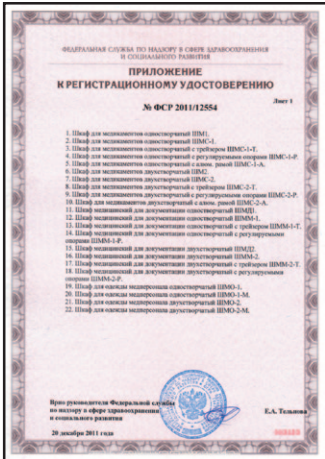 ФЕДЕРАЛЬНАЯ СЛУЖБА ПО НАДЗОРУ В СФЕРЕ ЗДРАВООХРАНЕНИЯ
И СОЦИАЛЬНОГО РАЗВИТИЯ
ПРИЛОЖЕНИЕ
К РЕГИСТРАЦИОННОМУ УДОСТОВЕРЕНИЮ
Лист 1
№ ФСР 2011/12554
1. Шкаф для медикаментов одностворчатый ШМ1.
2. Шкаф для медикаментов одностворчатый ШМС-1.
3. Шкаф для медикаментов одностворчатый с трейзером ШМС-1-Т.
4. Шкаф для медикаментов одностворчатый с регулируемыми опорами ШМС-1-Р.
5. Шкаф для медикаментов одностворчатый с алюм. рамой ШМС-1-А.
6. Шкаф для медикаментов двухстворчатый ШМ2.
7. Шкаф для медикаментов двухстворчатый ШМС-2.
8. Шкаф для медикаментов двухстворчатый с трейзером ШМС-2-Т.
9. Шкаф для медикаментов двухстворчатый с регулируемыми опорами ШМС-2-Р.
10. Шкаф для медикаментов двухстворчатый с алюм. рамой ШМС-2-А.
11. Шкаф медицинский для документации одностворчатый ШМД1.
12. Шкаф медицинский для документации одностворчатый ШММ-1.
13. Шкаф медицинский для документации одностворчатый с трейзером ШММ-1-Т.
14. Шкаф медицинский для документации одностворчатый с регулируемыми
опорами ШММ-1-Р.
15. Шкаф медицинский для документации двухстворчатый ШМД2.
16. Шкаф медицинский для документации двухстворчатый ШММ-2.
17. Шкаф медицинский для документации двухстворчатый с трейзером ШММ-2-Т.
18. Шкаф медицинский для документации двухстворчатый с регулируемыми
опорами ШММ-2-Р.
19. Шкаф для одежды медперсонала одностворчатый ШМО-1.
20. Шкаф для одежды медперсонала одностворчатый ШМО-1-М.
21. Шкаф для одежды медперсонала двухстворчатый ШМО-2.
22. Шкаф для одежды медперсонала двухстворчатый ШМО-2-М.
Врио руководителя Федеральной службы
по надзору в сфере здравоохранения
и социального развития
Е.А. Тельнова
20 декабря 2011 года